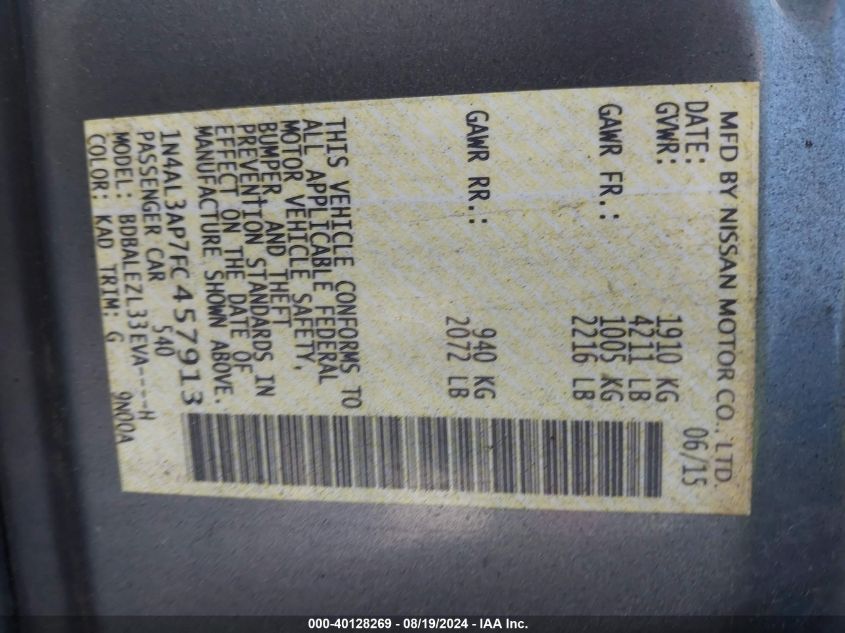 MFD BY NISSAN MOTOR CO., LTD.
DATE: 06/15
GVWR: 1910 KG
4211 LB
GAWR FR.: 1005 KG
2216 LB
GAWR RR.: 940 KG
2072 LB
THIS VEHICLE CONFORMS TO
ALL APPLICABLE FEDERAL
MOTOR VEHICLE SAFETY,
BUMPER, AND THEFT
PREVENTION STANDARDS IN
EFFECT ON THE DATE OF
MANUFACTURE SHOWN ABOVE.
1N4AL3AP7FC457913
PASSENGER CAR 540
MODEL: BDBALEZL33EVA----H
COLOR: KAD TRIM: G 9N00A
000-40128269 - 08/19/2024 - IAA Inc.